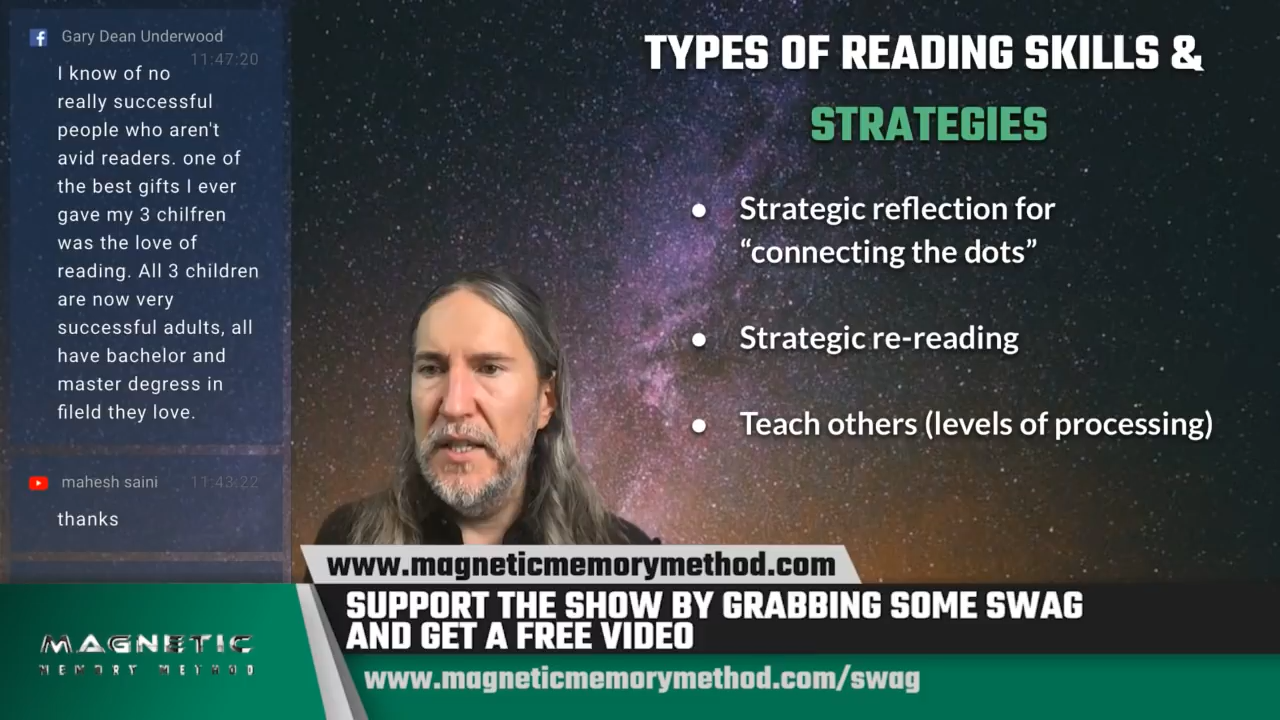 Gary Dean Underwood
11:47:20
I know of no
really successful
people who aren't
avid readers. one of
the best gifts I ever
gave my 3 chilfren
was the love of
reading. All 3 children
are now very
successful adults, all
have bachelor and
master degress in
fileld they love.
mahesh saini 11:43:22
thanks
TYPES OF READING SKILLS &
STRATEGIES
• Strategic reflection for
“connecting the dots”
• Strategic re-reading
• Teach others (levels of processing)
www.magneticmemorymethod.com
SUPPORT THE SHOW BY GRABBING SOME SWAG
AND GET A FREE VIDEO
www.magneticmemorymethod.com/swag
MAGNETIC
MEMORY METHOD